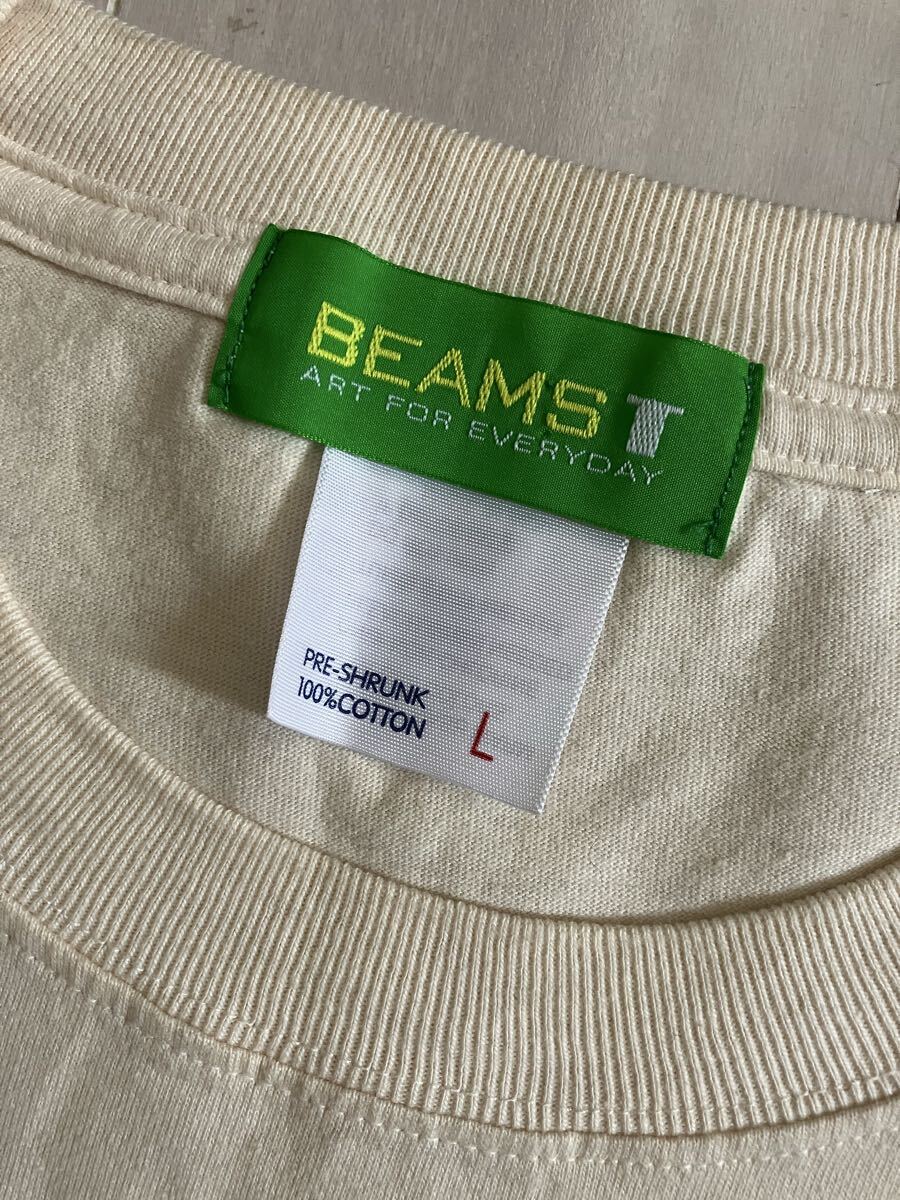 BEAMS T
ART FOR EVERYDAY
PRE-SHRUNK
100%COTTON
L